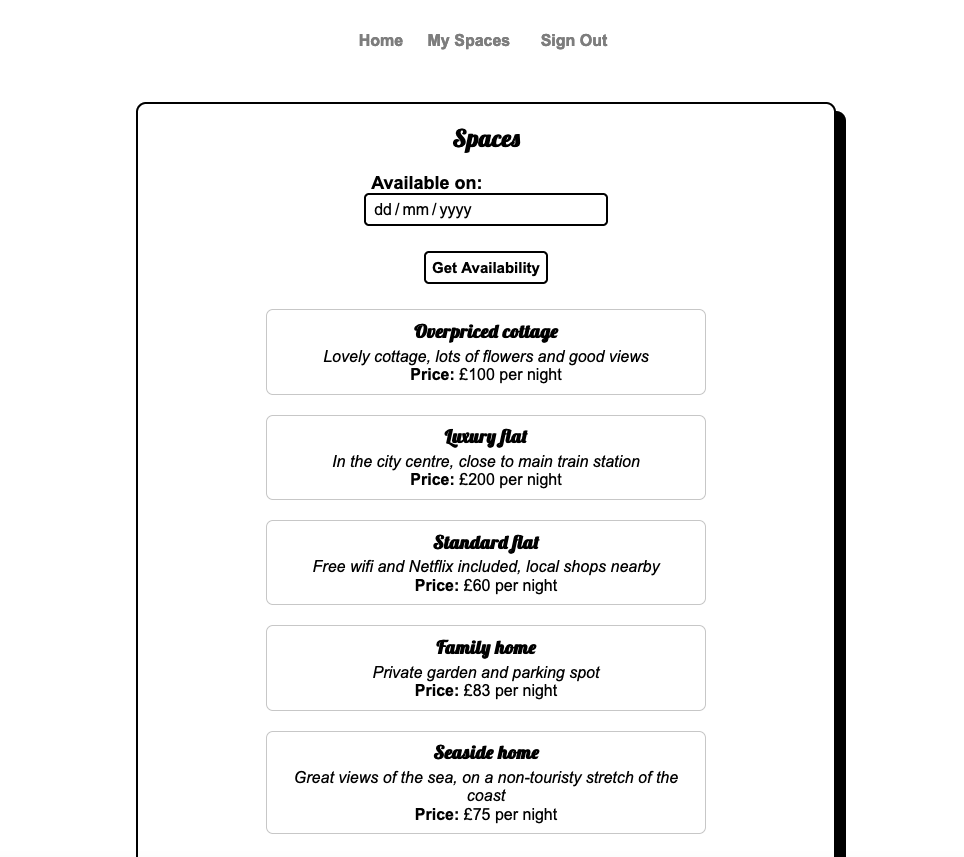 Home My Spaces Sign Out
Spaces
Available on:
dd/mm/yyyy
Get Availability
Overpriced cottage
Lovely cottage, lots of flowers and good views
Price: £100 per night
Luxury flat
In the city centre, close to main train station
Price: £200 per night
Standard flat
Free wifi and Netflix included, local shops nearby
Price: £60 per night
Family home
Private garden and parking spot
Price: £83 per night
Seaside home
Great views of the sea, on a non-touristy stretch of the
coast
Price: £75 per night